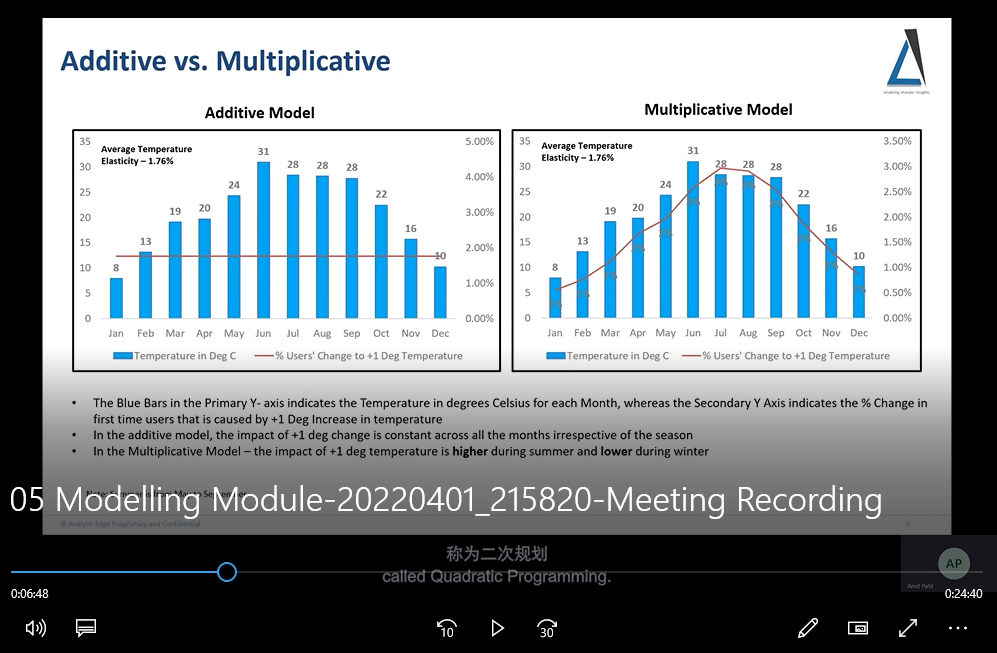 Additive vs. Multiplicative
enabling sharper insights
Additive Model
Multiplicative Model
Average Temperature
Elasticity – 1.76%
35
30
25
20
15
10
5
0
5.00%
4.00%
3.00%
2.00%
1.00%
0.00%
8
13
19
20
24
31
28
28
28
22
16
10
Jan Feb Mar Apr May Jun Jul Aug Sep Oct Nov Dec
Temperature in Deg C
% Users' Change to +1 Deg Temperature
Average Temperature
Elasticity – 1.76%
35
30
25
20
15
10
5
0
3.50%
3.00%
2.50%
2.00%
1.50%
1.00%
0.50%
0.00%
8
13
19
20
24
31
28
28
28
22
16
10
Jan Feb Mar Apr May Jun Jul Aug Sep Oct Nov Dec
Temperature in Deg C
% Users' Change to +1 Deg Temperature
• The Blue Bars in the Primary Y- axis indicates the Temperature in degrees Celsius for each Month, whereas the Secondary Y Axis indicates the % Change in
first time users that is caused by +1 Deg Increase in temperature
• In the additive model, the impact of +1 deg change is constant across all the months irrespective of the season
• In the Multiplicative Model – the impact of +1 deg temperature is higher during summer and lower during winter
05 Modelling Module-20220401_215820-Meeting Recording
© Analytic Edge Proprietary and Confidential
称为二次规划
called Quadratic Programming.
AP
Amit Patil
0:06:48
0:24:40
10
30